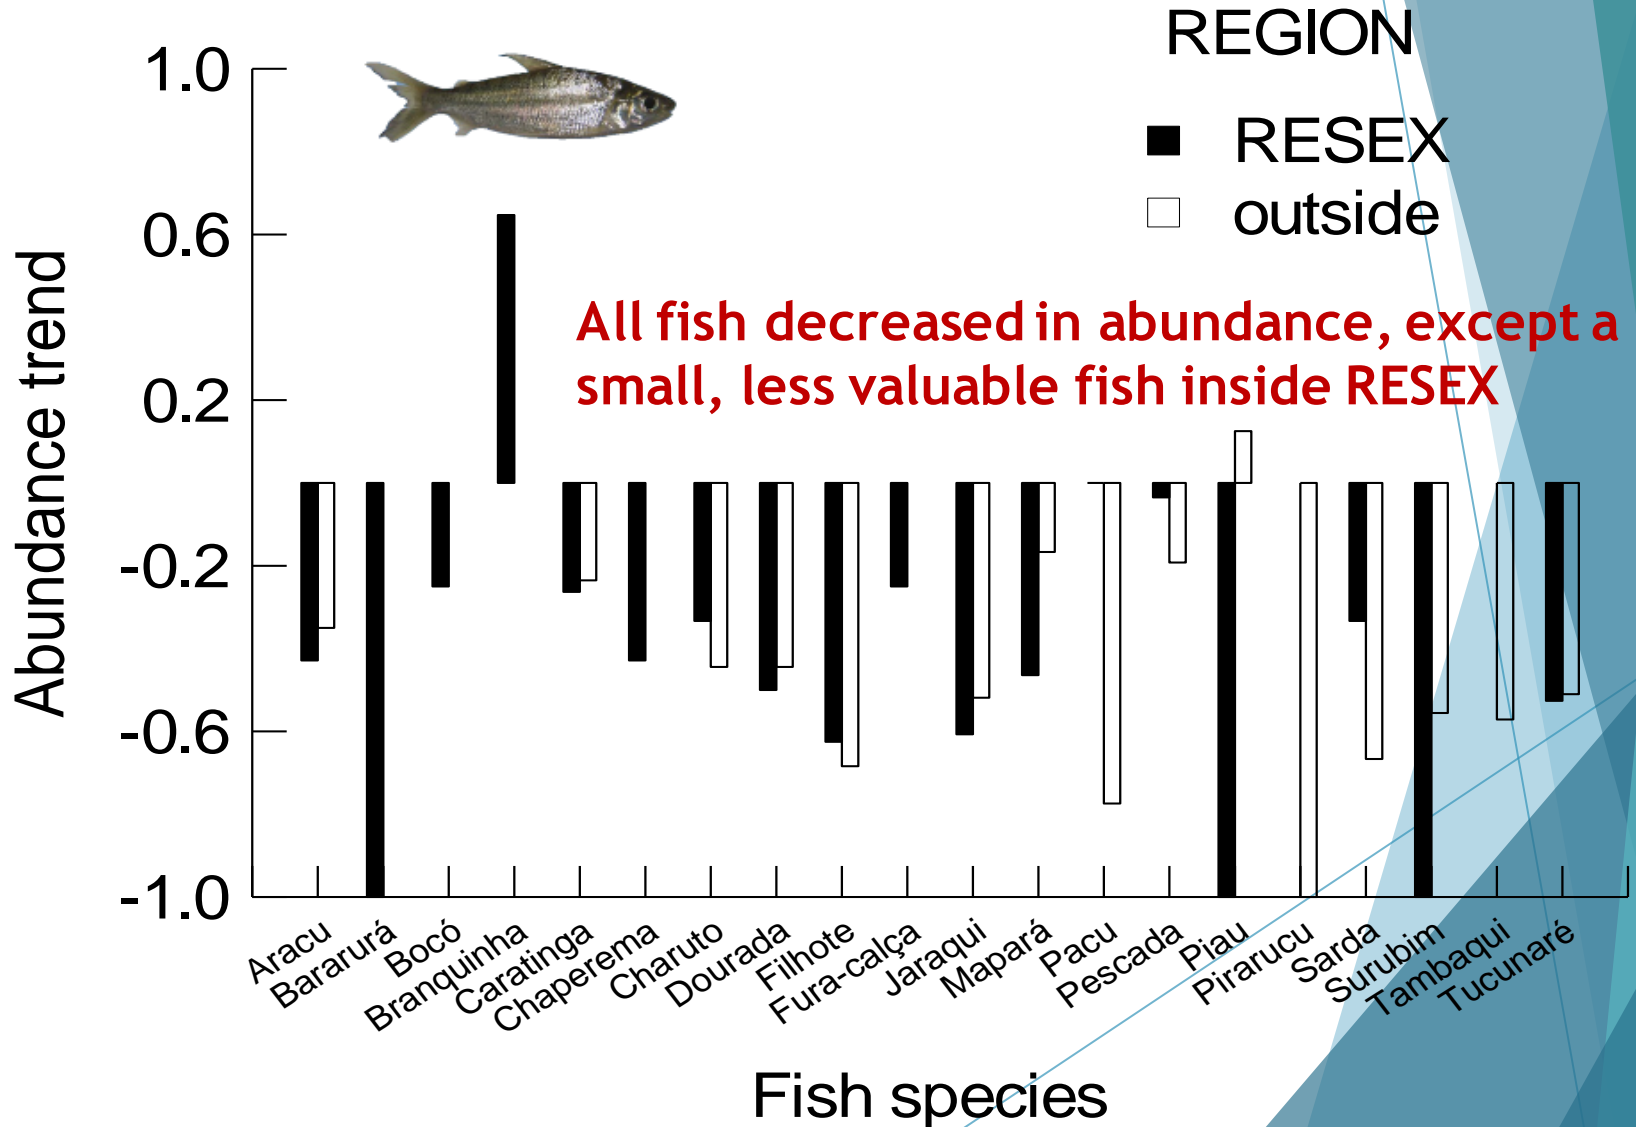 REGION
RESEX
outside
All fish decreased in abundance, except a
small, less valuable fish inside RESEX
Abundance trend
1.0
0.6
0.2
-0.2
-0.6
-1.0
Aracu
Bararurá
Bocó
Branquinha
Caratinga
Chaperema
Charuto
Dourada
Filhote
Fura-calça
Jaraqui
Mapará
Pacu
Pescada
Piau
Pirarucu
Sarda
Surubim
Tambaqui
Tucunaré
Fish species